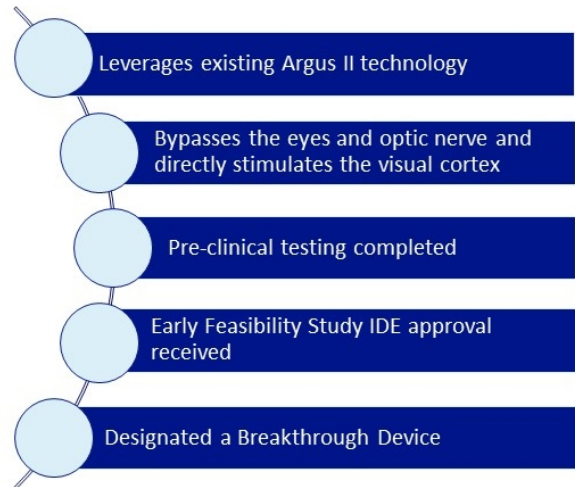 Leverages existing Argus II technology
Bypasses the eyes and optic nerve and
directly stimulates the visual cortex
Pre-clinical testing completed
Early Feasibility Study IDE approval
received
Designated a Breakthrough Device